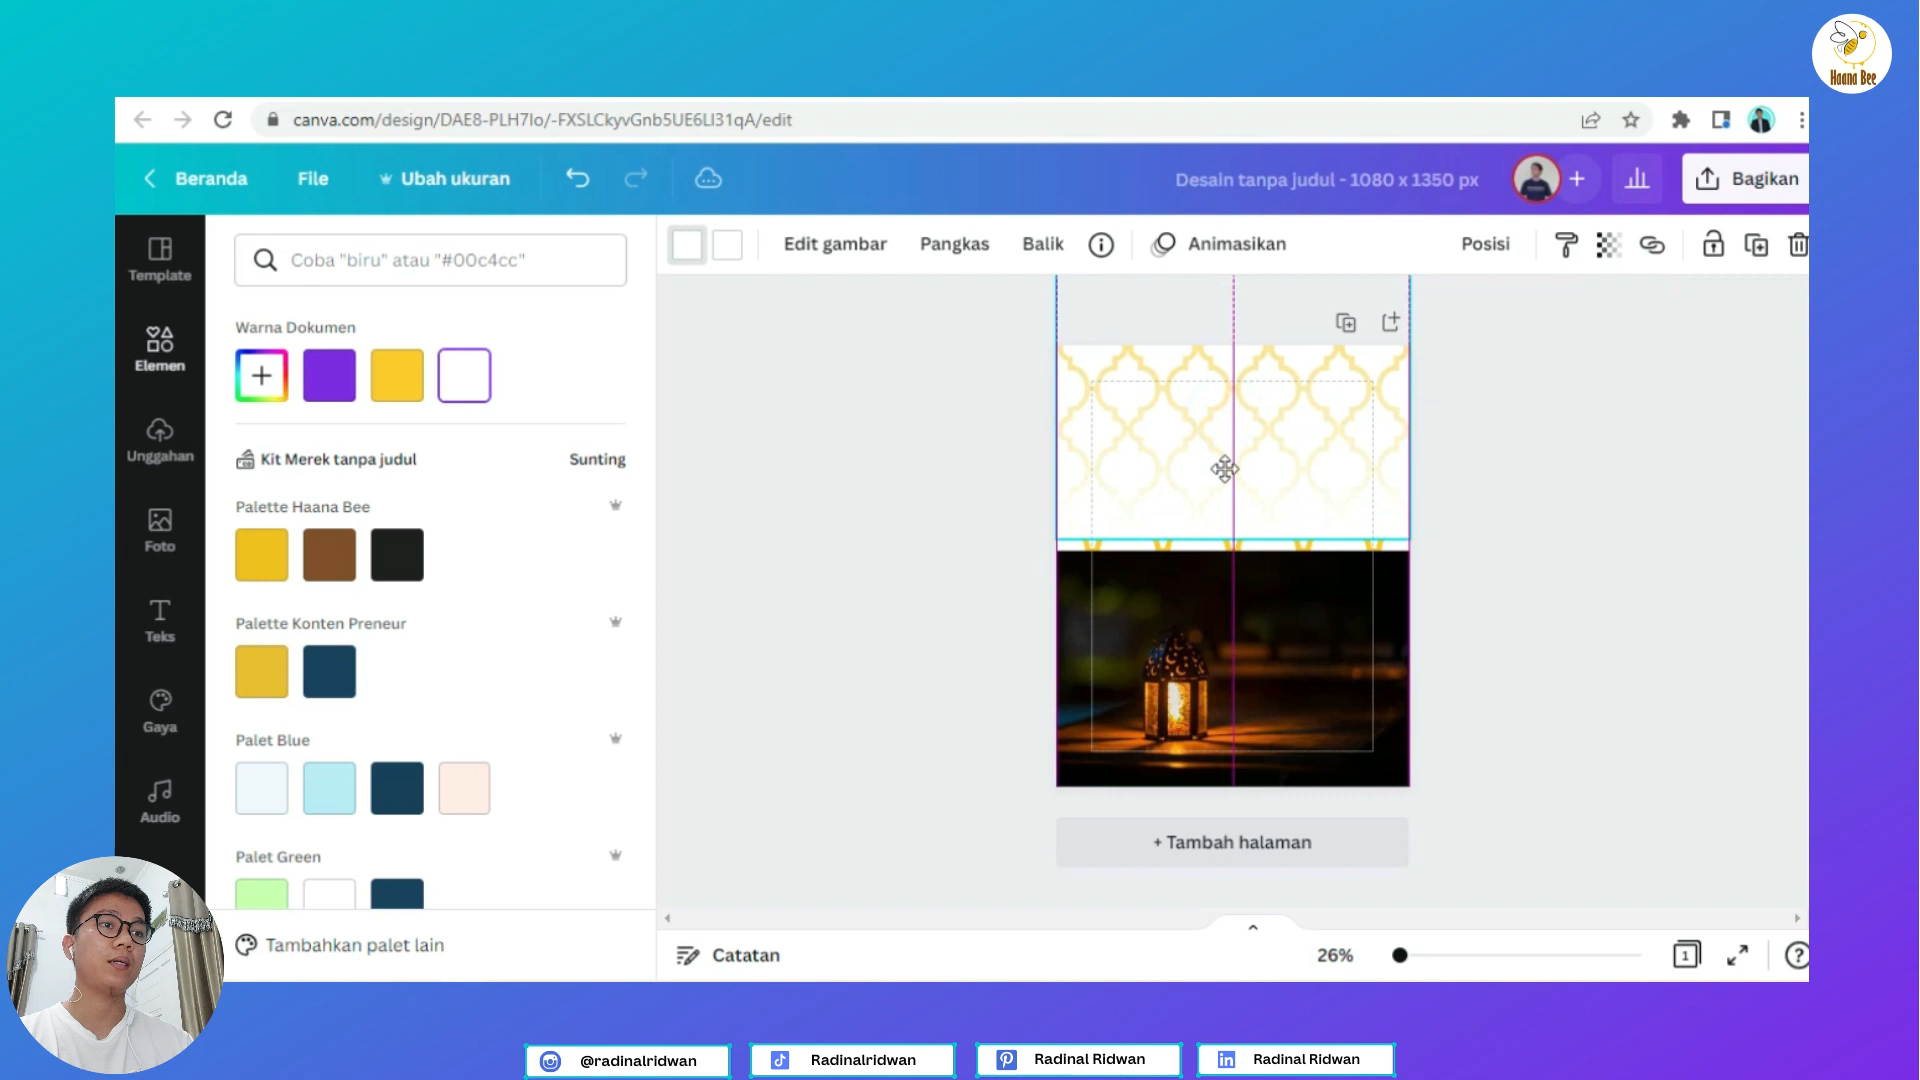 Haana Bee
canva.com/design/DAE8-PLH7Io/-FXSLCkyvGnb5UE6LI31qA/edit
Beranda
File
Ubah ukuran
Desain tanpa judul - 1080 x 1350 px
Bagikan
Template
Elemen
Unggahan
Foto
Teks
Gaya
Audio
Coba "biru" atau "#00c4cc"
Warna Dokumen
Kit Merek tanpa judul
Sunting
Palette Haana Bee
Palette Konten Preneur
Palet Blue
Palet Green
Tambahkan palet lain
Edit gambar
Pangkas
Balik
Animasikan
Posisi
+ Tambah halaman
Catatan
26%
1
@radinalridwan
Radinalridwan
Radinal Ridwan
Radinal Ridwan